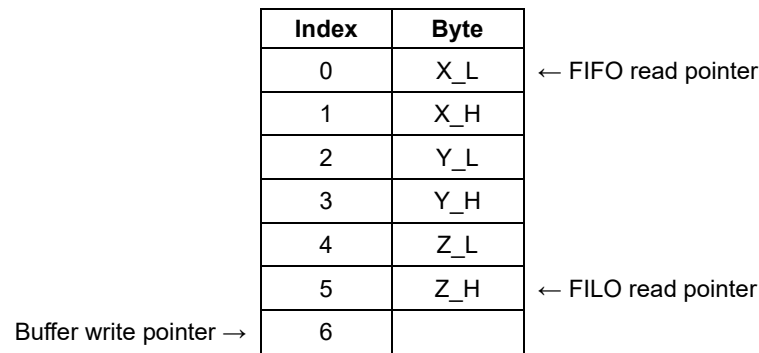 Index Byte
0 X_L ← FIFO read pointer
1 X_H
2 Y_L
3 Y_H
4 Z_L
5 Z_H ← FILO read pointer
Buffer write pointer → 6